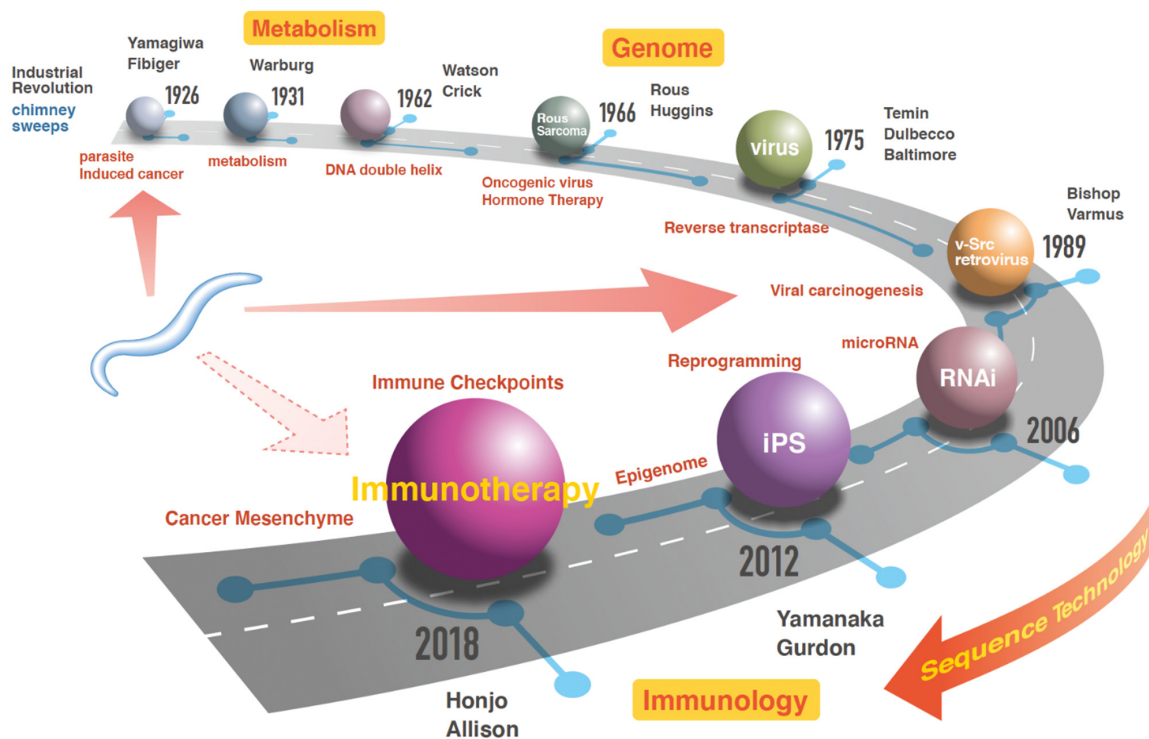 Metabolism
Genome
Industrial
Revolution
chimney
sweeps
Yamagiwa
Fibiger
1926
parasite
Induced cancer
Warburg
1931
metabolism
Watson
Crick
1962
DNA double helix
Rous
Huggins
Rous
Sarcoma
1966
Oncogenic virus
Hormone Therapy
Temin
Dulbecco
Baltimore
virus
1975
Reverse transcriptase
Bishop
Varmus
v-Src
retrovirus
1989
Viral carcinogenesis
microRNA
RNAi
2006
Reprogramming
iPS
Epigenome
2012
Yamanaka
Gurdon
Immune Checkpoints
Immunotherapy
Cancer Mesenchyme
2018
Honjo
Allison
Immunology
Sequence Technology